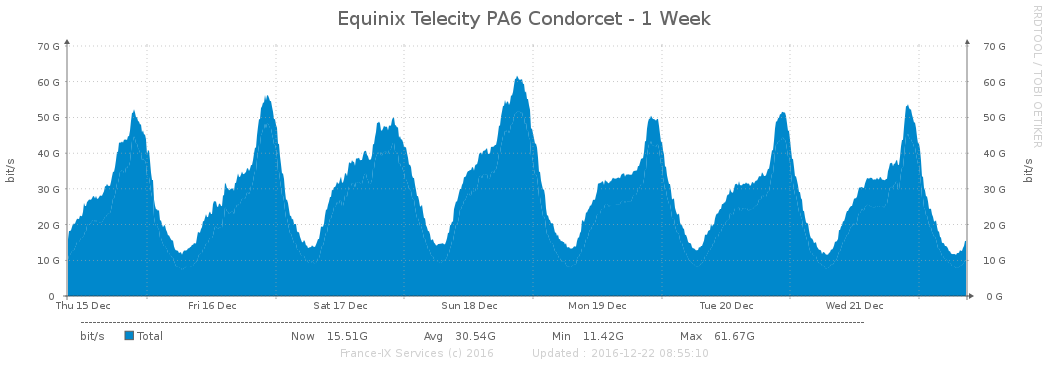 Equinix Telecity PA6 Condorcet - 1 Week
RRDTOOL / TOBI OETIKER
bit/s
70 G
60 G
50 G
40 G
30 G
20 G
10 G
0
70 G
60 G
50 G
40 G
30 G
20 G
10 G
0 G
bit/s
Thu 15 Dec Fri 16 Dec Sat 17 Dec Sun 18 Dec Mon 19 Dec Tue 20 Dec Wed 21 Dec
bit/s Total Now 15.51G Avg 30.54G Min 11.42G Max 61.67G
France-IX Services (c) 2016 Updated : 2016-12-22 08:55:10